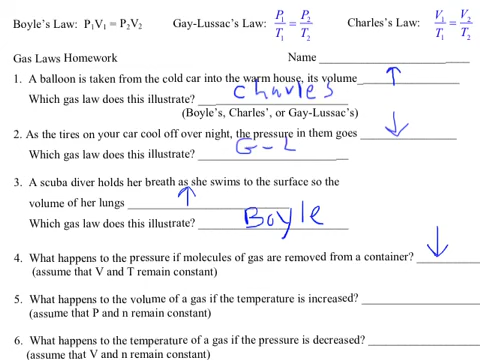 Boyle's Law: P₁V₁ = P₂V₂ Gay-Lussac's Law: P₁/T₁ = P₂/T₂ Charles's Law: V₁/T₁ = V₂/T₂
Gas Laws Homework Name ____________________
1. A balloon is taken from the cold car into the warm house, its volume ↑
Which gas law does this illustrate? Charles
(Boyle's, Charles', or Gay-Lussac's)
2. As the tires on your car cool off over night, the pressure in them goes ↓
Which gas law does this illustrate? G-L
3. A scuba diver holds her breath as she swims to the surface so the
volume of her lungs ↑
Which gas law does this illustrate? Boyle
4. What happens to the pressure if molecules of gas are removed from a container? ↓
(assume that V and T remain constant)
5. What happens to the volume of a gas if the temperature is increased? ____________________
(assume that P and n remain constant)
6. What happens to the temperature of a gas if the pressure is decreased? ____________________
(assume that V and n remain constant)